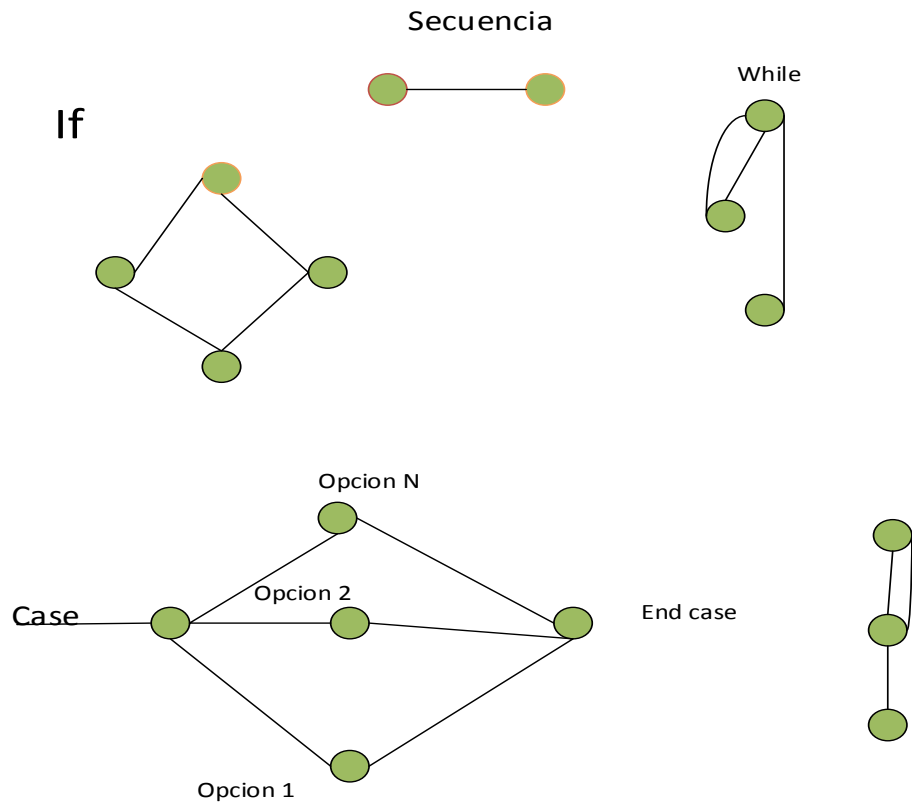 Secuencia
While
If
Opcion N
Opcion 2
Case
End case
Opcion 1